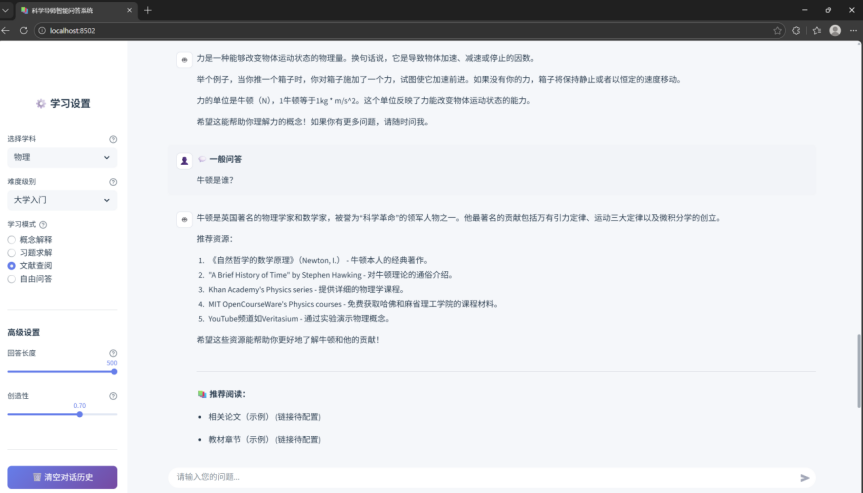 科学导师智能问答系统
localhost:8502
学习设置
选择学科
物理
难度级别
大学入门
学习模式
概念解释
习题求解
文献查阅
自由问答
高级设置
回答长度
500
创造性
0.70
清空对话历史
力是一种能够改变物体运动状态的物理量。换句话说，它是导致物体加速、减速或停止的因数。
举个例子，当你推一个箱子时，你对箱子施加了一个力，试图使它加速前进。如果没有你的力，箱子将保持静止或者以恒定的速度移动。
力的单位是牛顿（N），1牛顿等于1kg * m/s^2。这个单位反映了力能改变物体运动状态的能力。
希望这能帮助你理解力的概念！如果你有更多问题，请随时问我。
一般问答
牛顿是谁？
牛顿是英国著名的物理学家和数学家，被誉为“科学革命”的领军人物之一。他最著名的贡献包括万有引力定律、运动三大定律以及微积分学的创立。
推荐资源：
1. 《自然哲学的数学原理》（Newton, I.） - 牛顿本人的经典著作。
2. "A Brief History of Time" by Stephen Hawking - 对牛顿理论的通俗介绍。
3. Khan Academy's Physics series - 提供详细的物理学课程。
4. MIT OpenCourseWare's Physics courses - 免费获取哈佛和麻省理工学院的课程材料。
5. YouTube频道如Veritasium - 通过实验演示物理概念。
希望这些资源能帮助你更好地了解牛顿和他的贡献！
推荐阅读：
• 相关论文（示例） (链接待配置)
• 教材章节（示例） (链接待配置)
请输入您的问题...